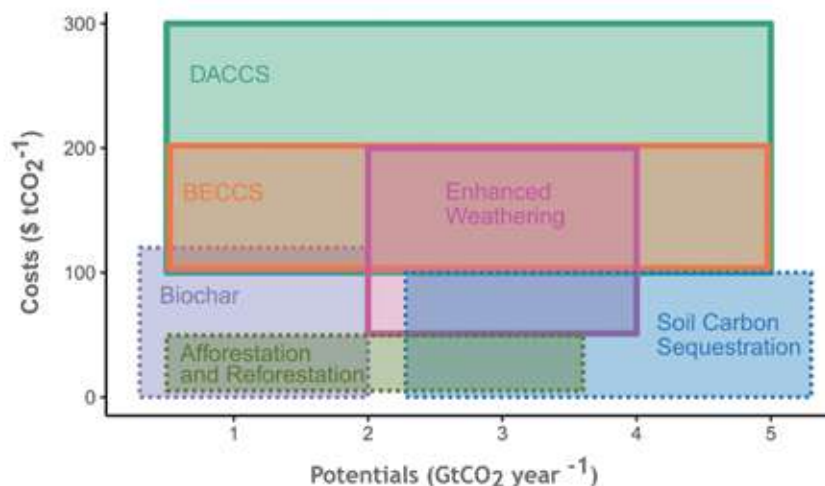 300
DACCS
200
BECCS
Enhanced
Weathering
Costs ($ tCO₂⁻¹)
100
Biochar
Soil Carbon
Sequestration
Afforestation
and Reforestation
0
1 2 3 4 5
Potentials (GtCO₂ year ⁻¹)